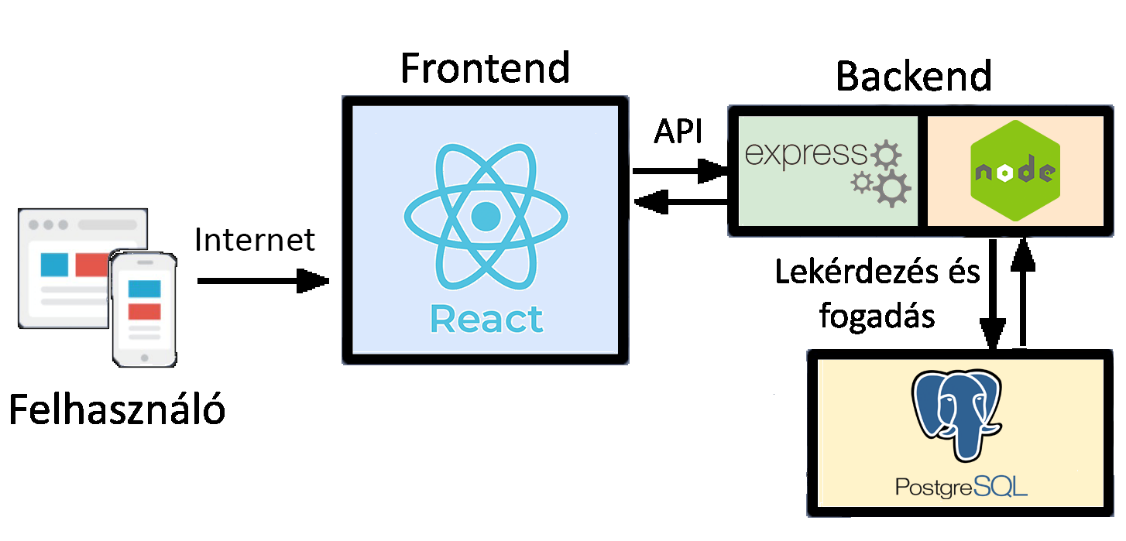 Frontend
Backend
API
express
node
Internet
React
Lekérdezés és
fogadás
Felhasználó
PostgreSQL